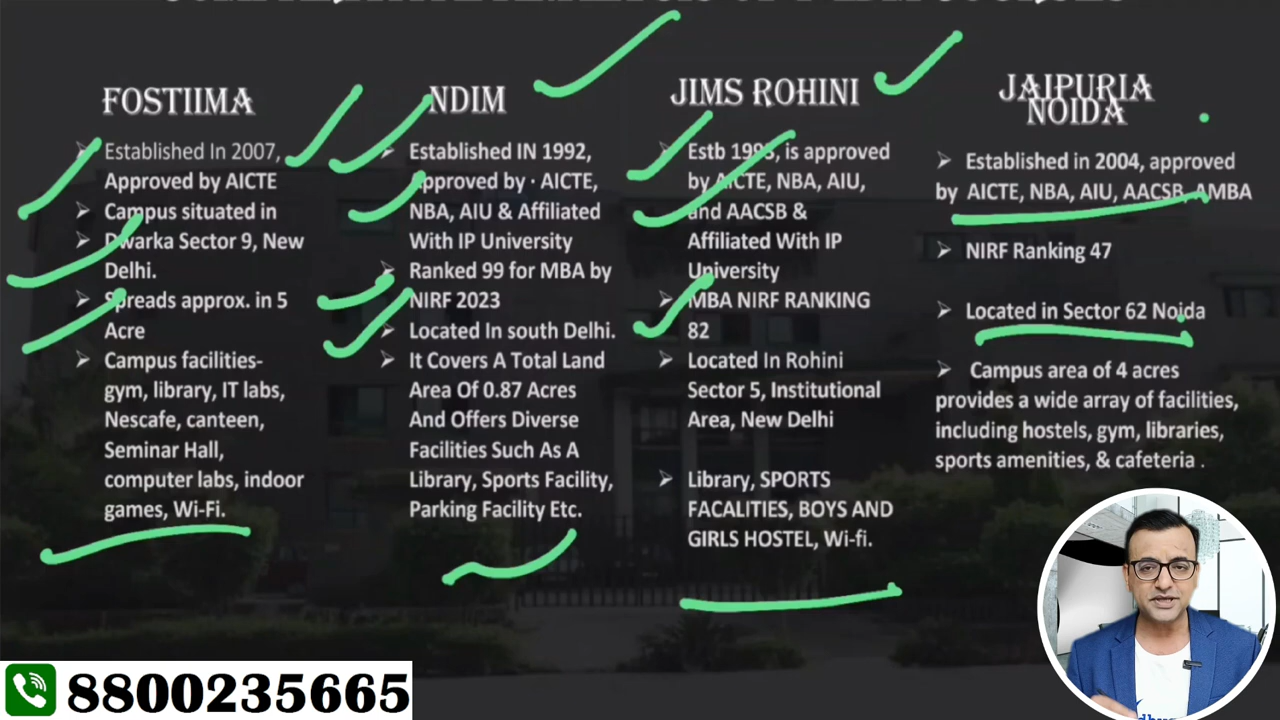 FOSTIIMA
Established In 2007,
Approved by AICTE
Campus situated in
Dwarka Sector 9, New
Delhi.
Spreads approx. in 5
Acre
Campus facilities-
gym, library, IT labs,
Nescafe, canteen,
Seminar Hall,
computer labs, indoor
games, Wi-Fi.
NDIM
Established IN 1992,
Approved by · AICTE,
NBA, AIU & Affiliated
With IP University
Ranked 99 for MBA by
NIRF 2023
Located In south Delhi.
It Covers A Total Land
Area Of 0.87 Acres
And Offers Diverse
Facilities Such As A
Library, Sports Facility,
Parking Facility Etc.
JIMS ROHINI
Estb is approved
by AICTE, NBA, AIU,
and AACSB &
Affiliated With IP
University
MBA NIRF RANKING
82
Located In Rohini
Sector 5, Institutional
Area, New Delhi
Library, SPORTS
FACALITIES, BOYS AND
GIRLS HOSTEL, Wi-fi.
JAIPURIA
NOIDA
Established in 2004, approved
by AICTE, NBA, AIU, AACSB, AMBA
NIRF Ranking 47
Located in Sector 62 Noida
Campus area of 4 acres
provides a wide array of facilities,
including hostels, gym, libraries,
sports amenities, & cafeteria .
8800235665